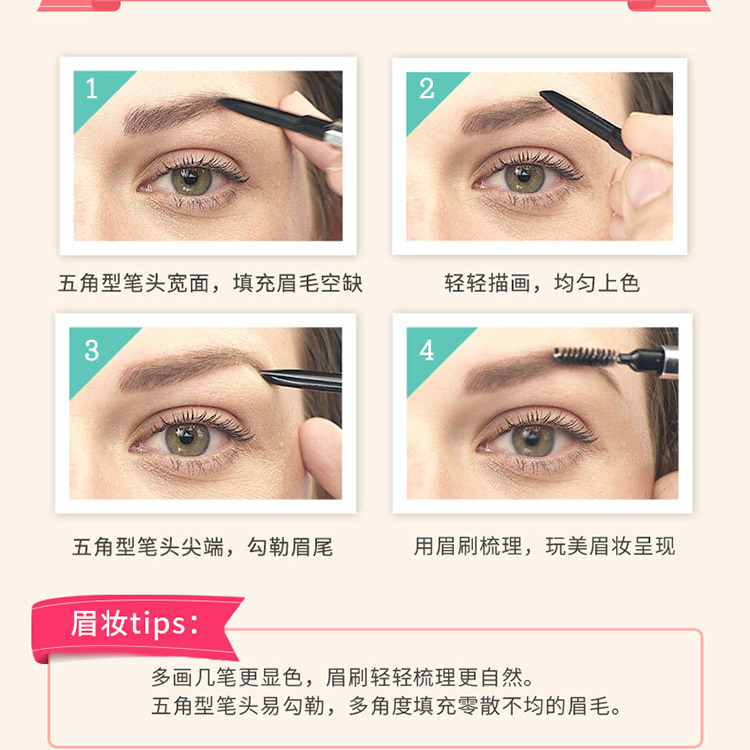 1
2
五角型笔头宽面，填充眉毛空缺
轻轻描画，均匀上色
3
4
五角型笔头尖端，勾勒眉尾
用眉刷梳理，玩美眉妆呈现
眉妆tips：
多画几笔更显色，眉刷轻轻梳理更自然。
五角型笔头易勾勒，多角度填充零散不均的眉毛。